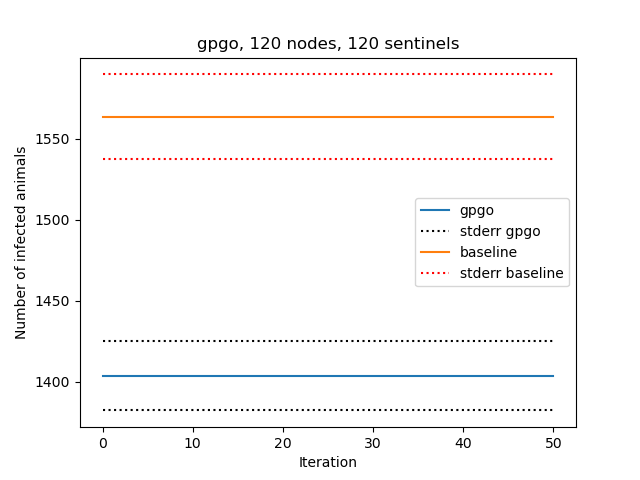 gpgo, 120 nodes, 120 sentinels
1550
1500
1450
1400
Number of infected animals
gpgo
stderr gpgo
baseline
stderr baseline
0 10 20 30 40 50
Iteration